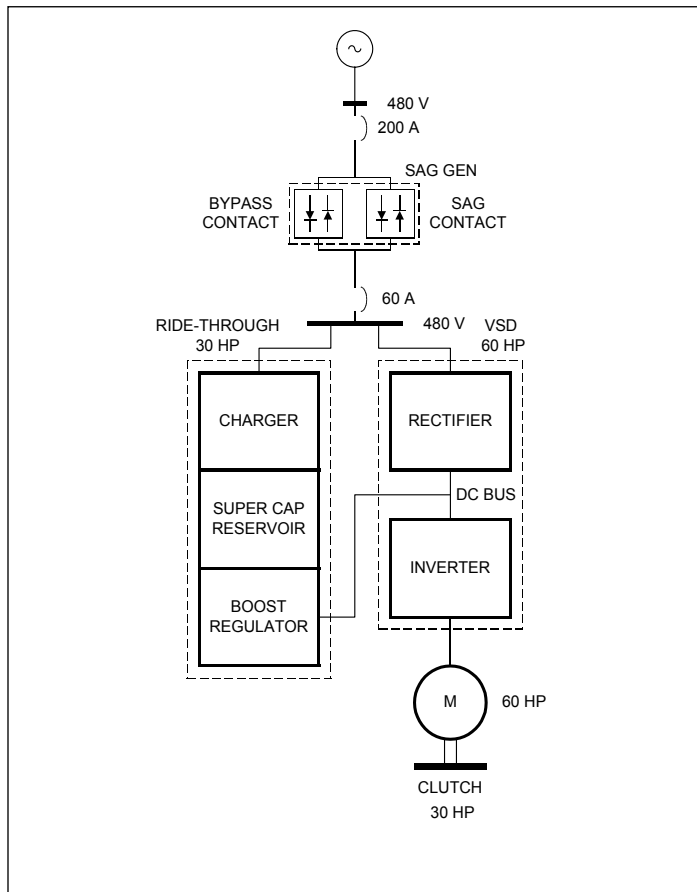 ~
480 V
200 A
SAG GEN
BYPASS
CONTACT
SAG
CONTACT
60 A
RIDE-THROUGH
30 HP
480 V
VSD
60 HP
CHARGER
RECTIFIER
DC BUS
SUPER CAP
RESERVOIR
INVERTER
BOOST
REGULATOR
M
60 HP
CLUTCH
30 HP